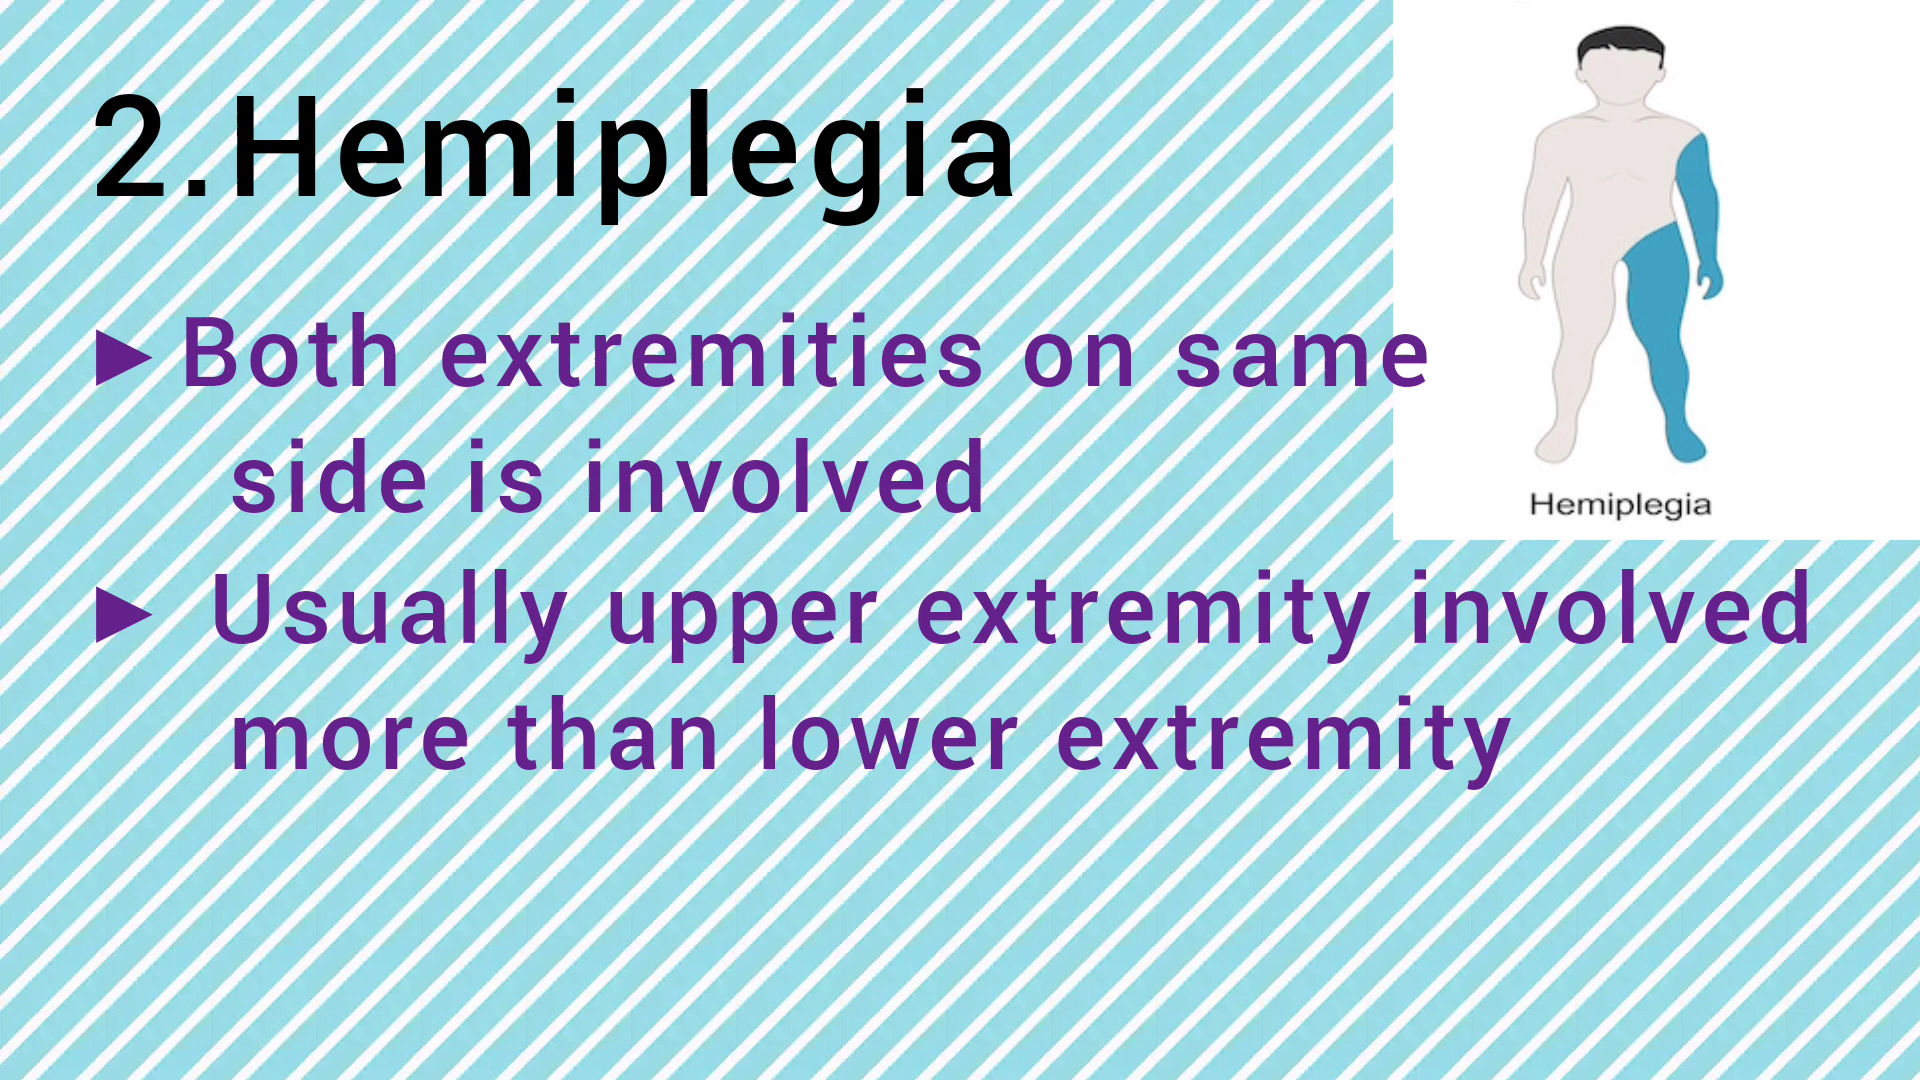 2.Hemiplegia
► Both extremities on same
side is involved
► Usually upper extremity involved
more than lower extremity
Hemiplegia